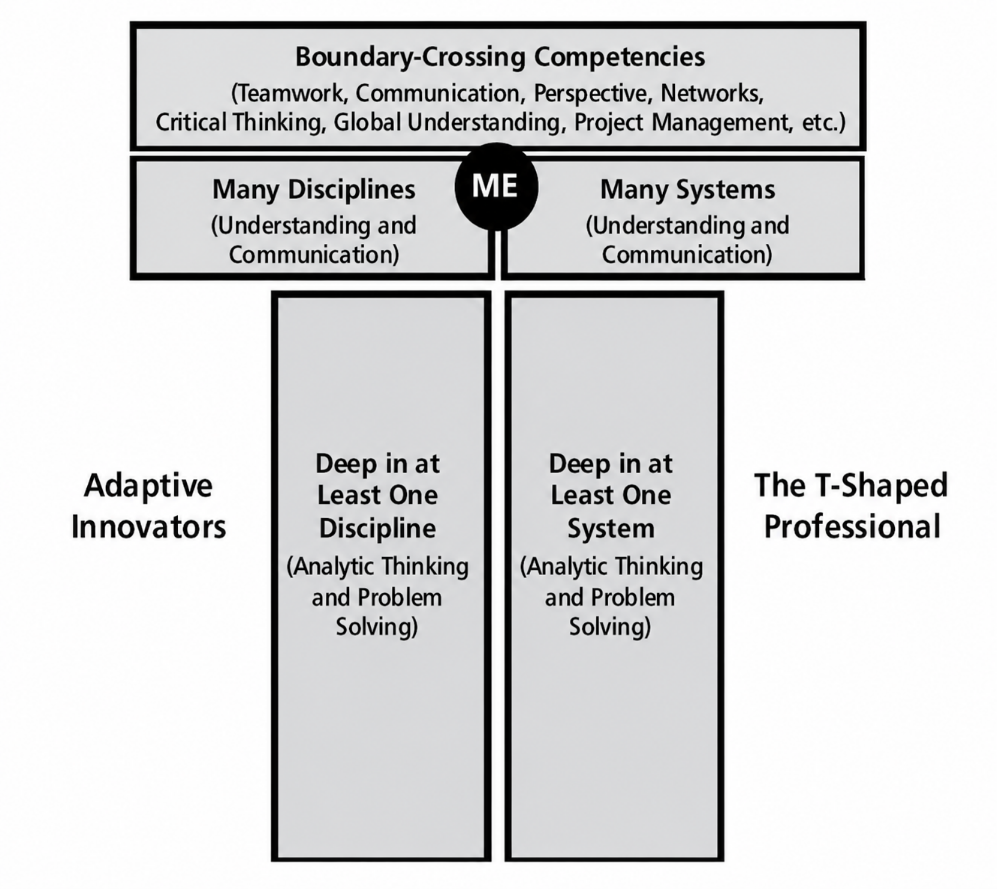 Boundary-Crossing Competencies
(Teamwork, Communication, Perspective, Networks,
Critical Thinking, Global Understanding, Project Management, etc.)
ME
Many Disciplines
(Understanding and
Communication)
Many Systems
(Understanding and
Communication)
Adaptive
Innovators
Deep in at
Least One
Discipline
(Analytic Thinking
and Problem
Solving)
Deep in at
Least One
System
(Analytic Thinking
and Problem
Solving)
The T-Shaped
Professional